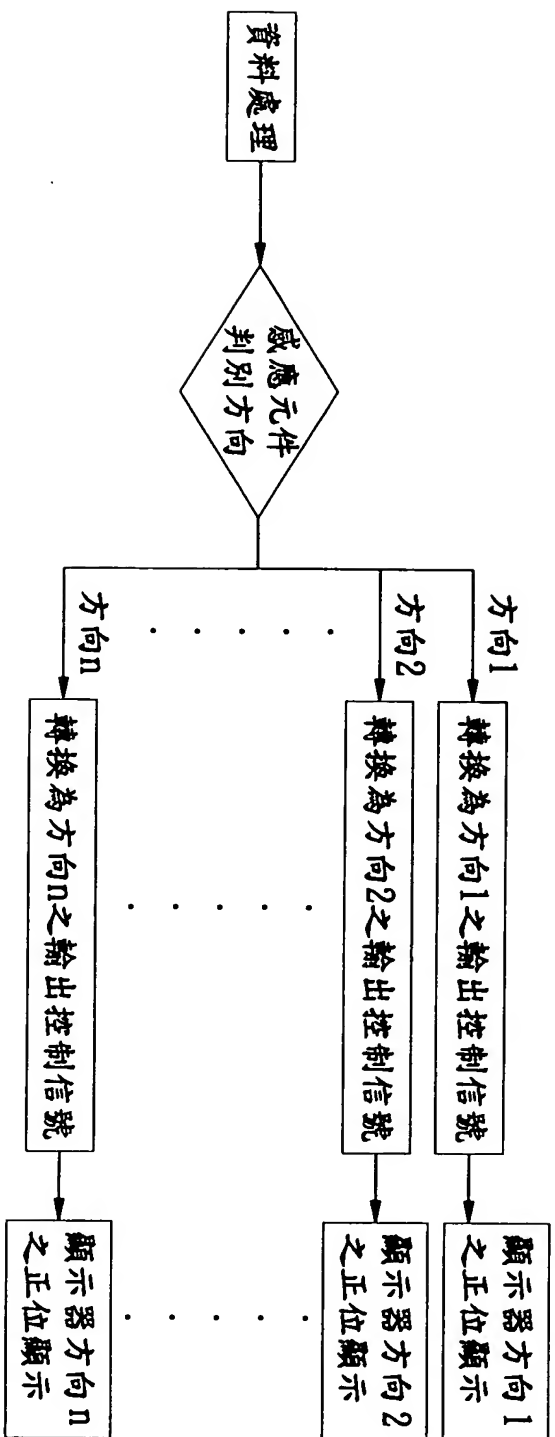 資料處理
感應元件
判別方向
方向1
轉換為方向1之輸出控制信號
顯示器方向1
之正位顯示
方向2
轉換為方向2之輸出控制信號
顯示器方向2
之正位顯示
方向n
轉換為方向n之輸出控制信號
顯示器方向n
之正位顯示